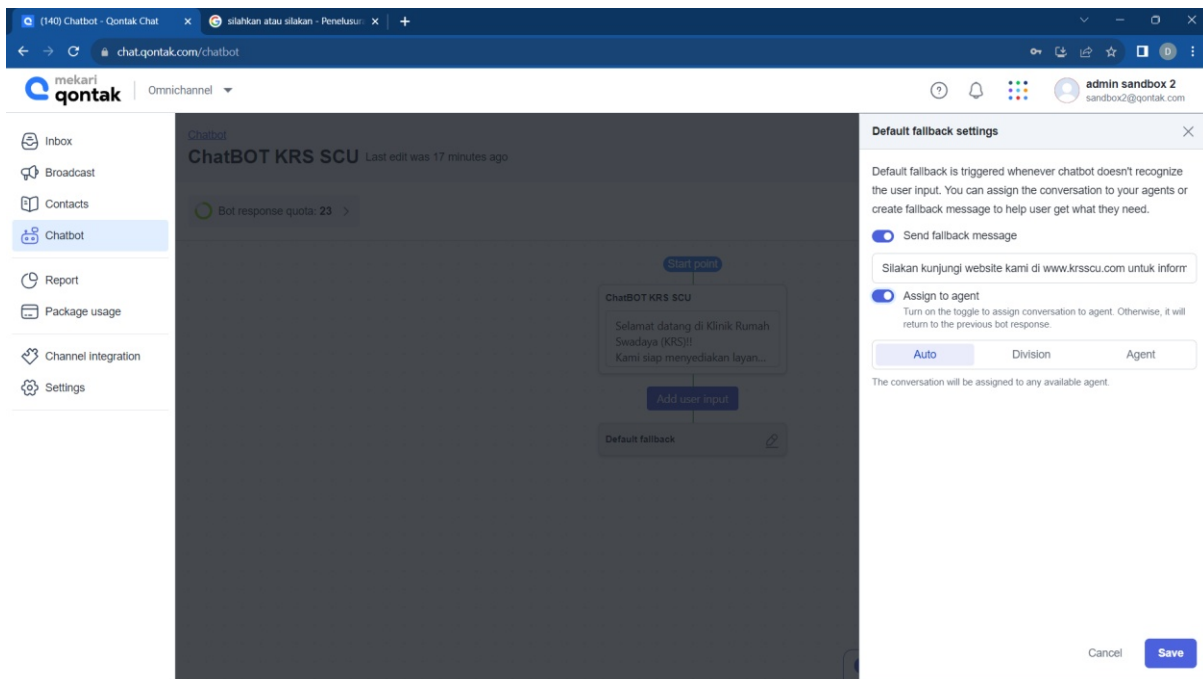 (140) Chatbot - Qontak Chat
silahkan atau silakan - Penelusur
chat.qontak.com/chatbot
D
mekari
qontak
Omnichannel
admin sandbox 2
sandbox2@qontak.com
Inbox
Broadcast
Contacts
Chatbot
Report
Package usage
Channel integration
Settings
Chatbot
ChatBOT KRS SCU Last edit was 17 minutes ago
Bot response quota: 23
Start point
ChatBOT KRS SCU
Selamat datang di Klinik Rumah
Swadaya (KRS)!!
Kami siap menyediakan layan...
Add user input
Default fallback
Default fallback settings
Default fallback is triggered whenever chatbot doesn't recognize
the user input. You can assign the conversation to your agents or
create fallback message to help user get what they need.
Send fallback message
Silakan kunjungi website kami di www.krsscu.com untuk inform
Assign to agent
Turn on the toggle to assign conversation to agent. Otherwise, it will
return to the previous bot response.
Auto Division Agent
The conversation will be assigned to any available agent.
Cancel Save